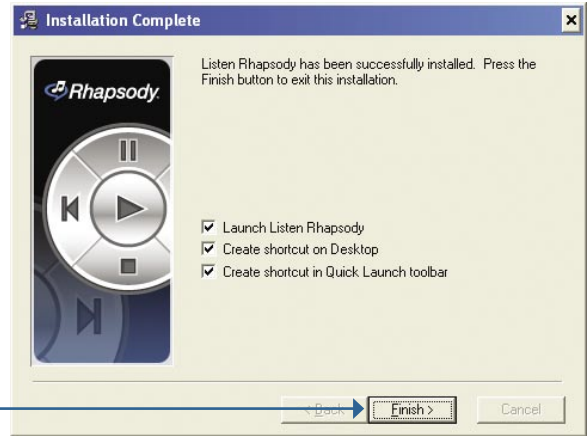 Installation Complete
Rhapsody.
Listen Rhapsody has been successfully installed. Press the
Finish button to exit this installation.
Launch Listen Rhapsody
Create shortcut on Desktop
Create shortcut in Quick Launch toolbar
< Back
Finish >
Cancel